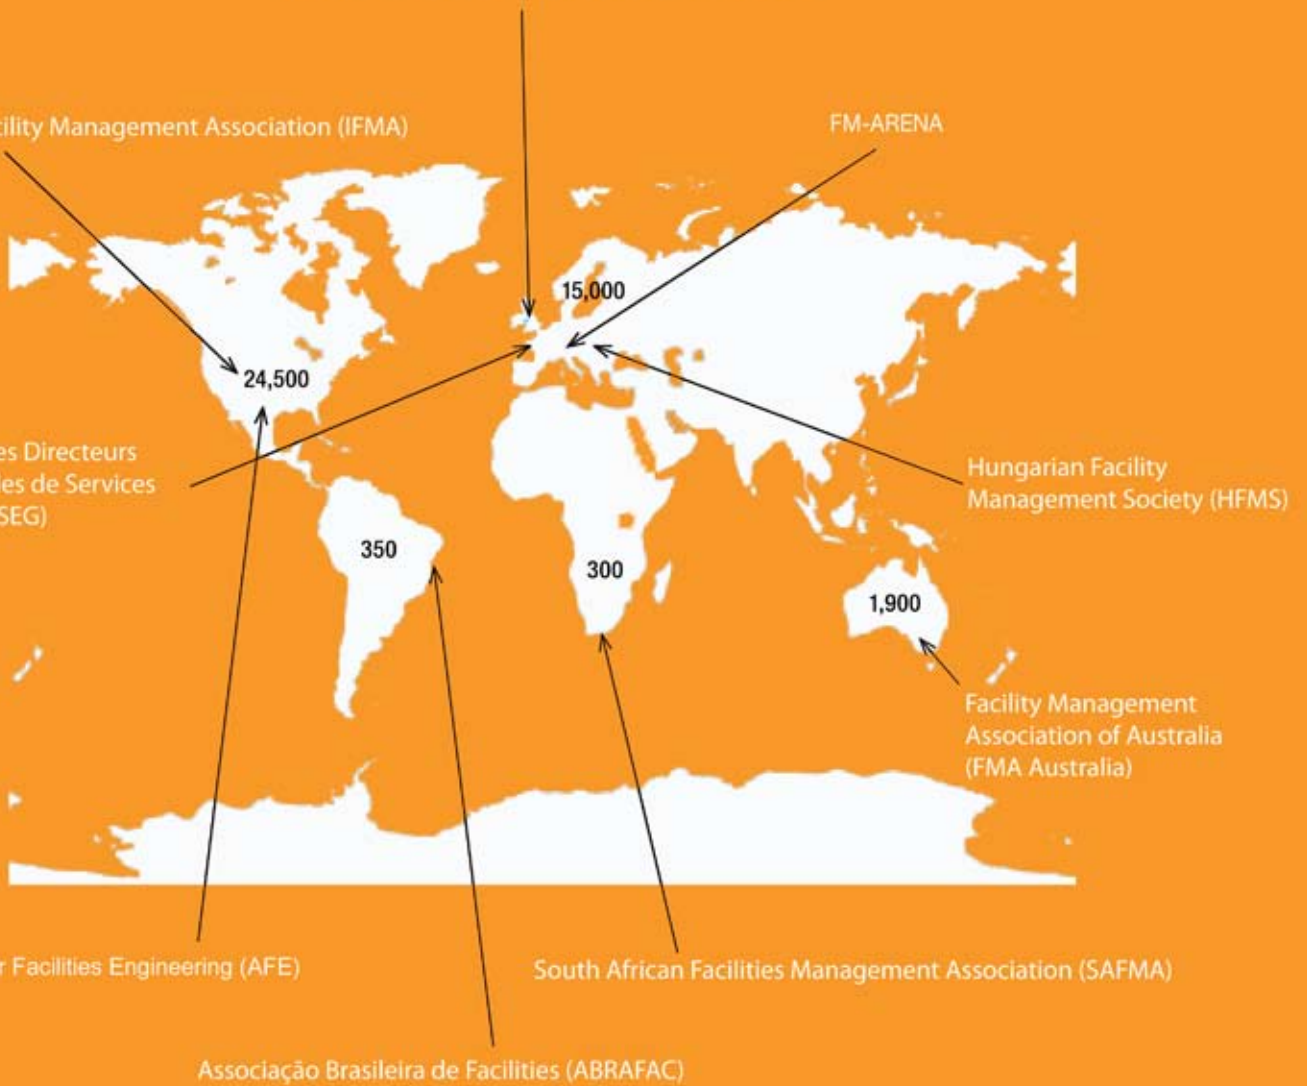 cility Management Association (IFMA)
FM-ARENA
15,000
24,500
es Directeurs
les de Services
SEG)
Hungarian Facility
Management Society (HFMS)
350
300
1,900
Facility Management
Association of Australia
(FMA Australia)
r Facilities Engineering (AFE)
South African Facilities Management Association (SAFMA)
Associação Brasileira de Facilities (ABRAFAC)